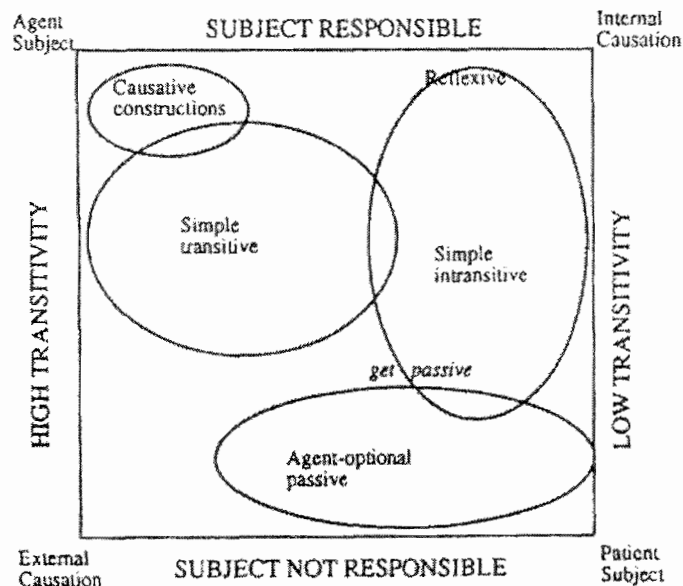 Agent
Subject
SUBJECT RESPONSIBLE
Internal
Causation
Causative
constructions
Reflexive
HIGH TRANSITIVITY
Simple
transitive
Simple
intransitive
LOW TRANSITIVITY
get passive
Agent-optional
passive
External
Causation
SUBJECT NOT RESPONSIBLE
Patient
Subject